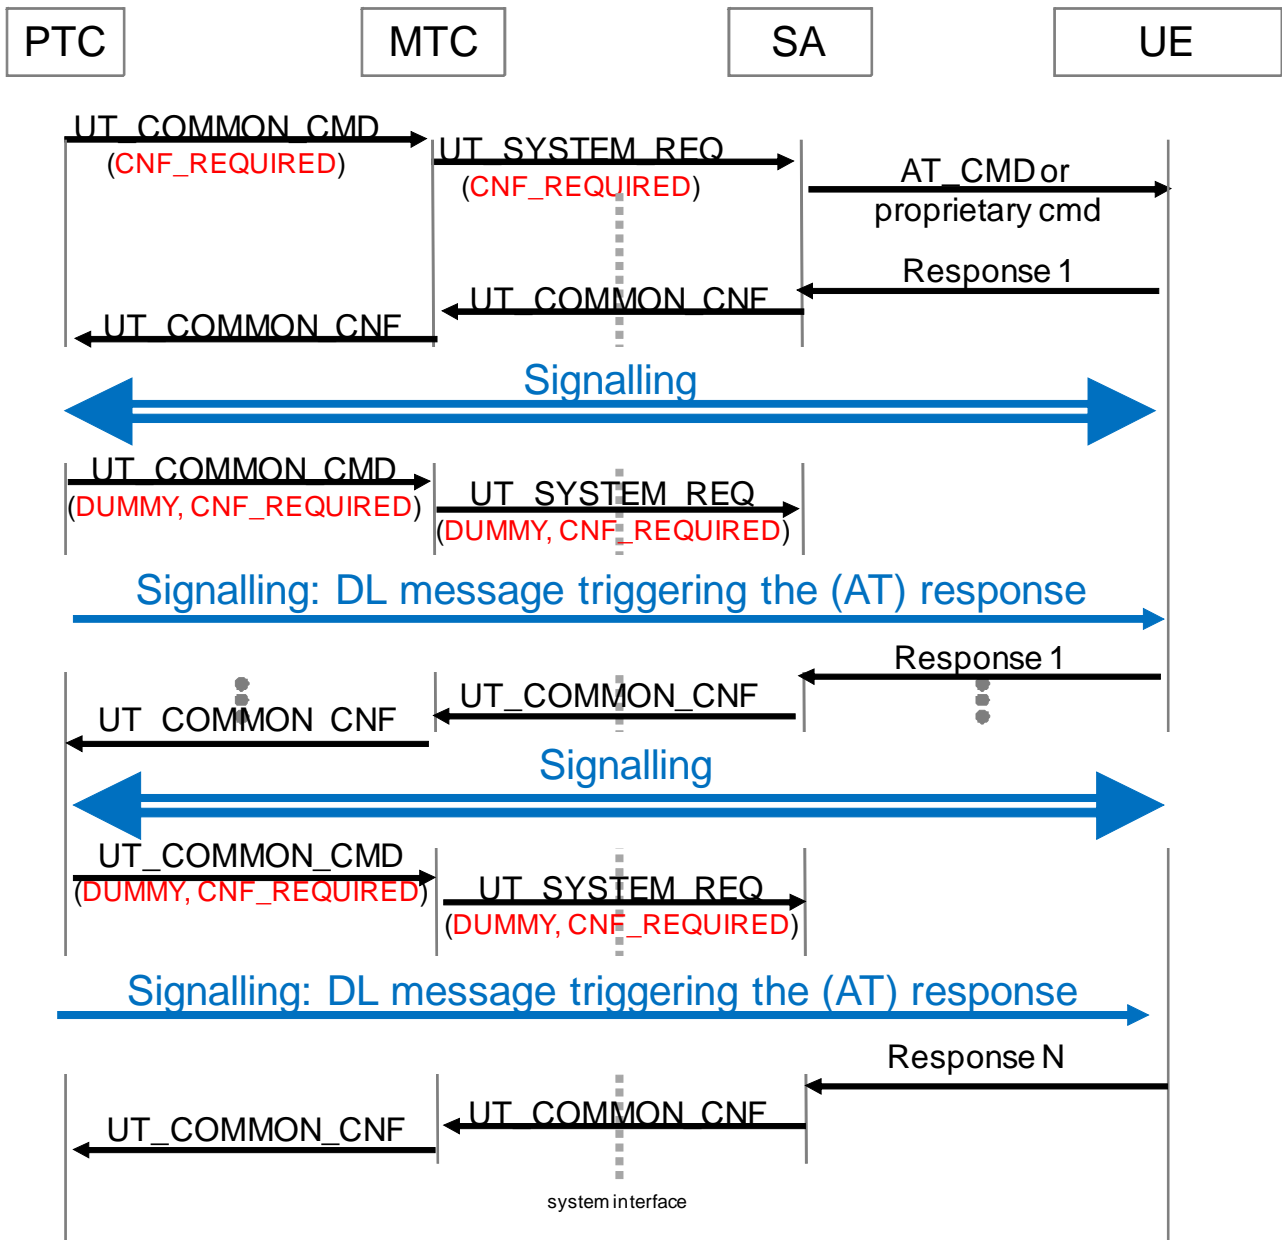 PTC MTC SA UE
UT_COMMON_CMD
(CNF_REQUIRED)
UT_SYSTEM_REQ
(CNF_REQUIRED)
AT_CMD or
proprietary cmd
Response 1
UT_COMMON_CNF
UT_COMMON_CNF
Signalling
UT_COMMON_CMD
(DUMMY, CNF_REQUIRED)
UT_SYSTEM_REQ
(DUMMY, CNF_REQUIRED)
Signalling: DL message triggering the (AT) response
Response 1
UT_COMMON_CNF
UT_COMMON_CNF
Signalling
UT_COMMON_CMD
(DUMMY, CNF_REQUIRED)
UT_SYSTEM_REQ
(DUMMY, CNF_REQUIRED)
Signalling: DL message triggering the (AT) response
Response N
UT_COMMON_CNF
UT_COMMON_CNF
system interface